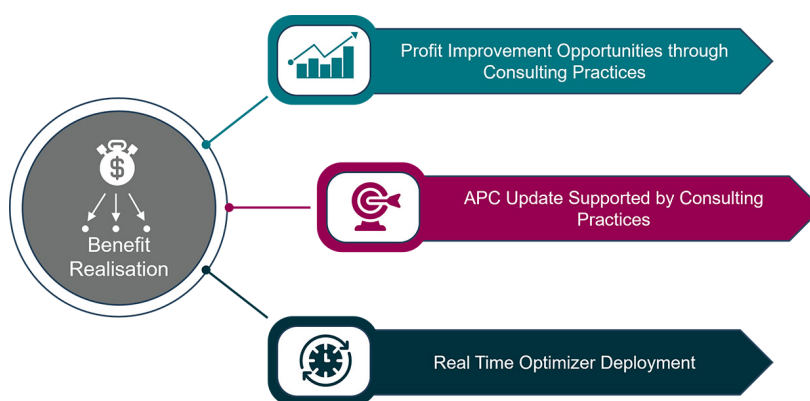 Profit Improvement Opportunities through
Consulting Practices
$
Benefit
Realisation
APC Update Supported by Consulting
Practices
Real Time Optimizer Deployment